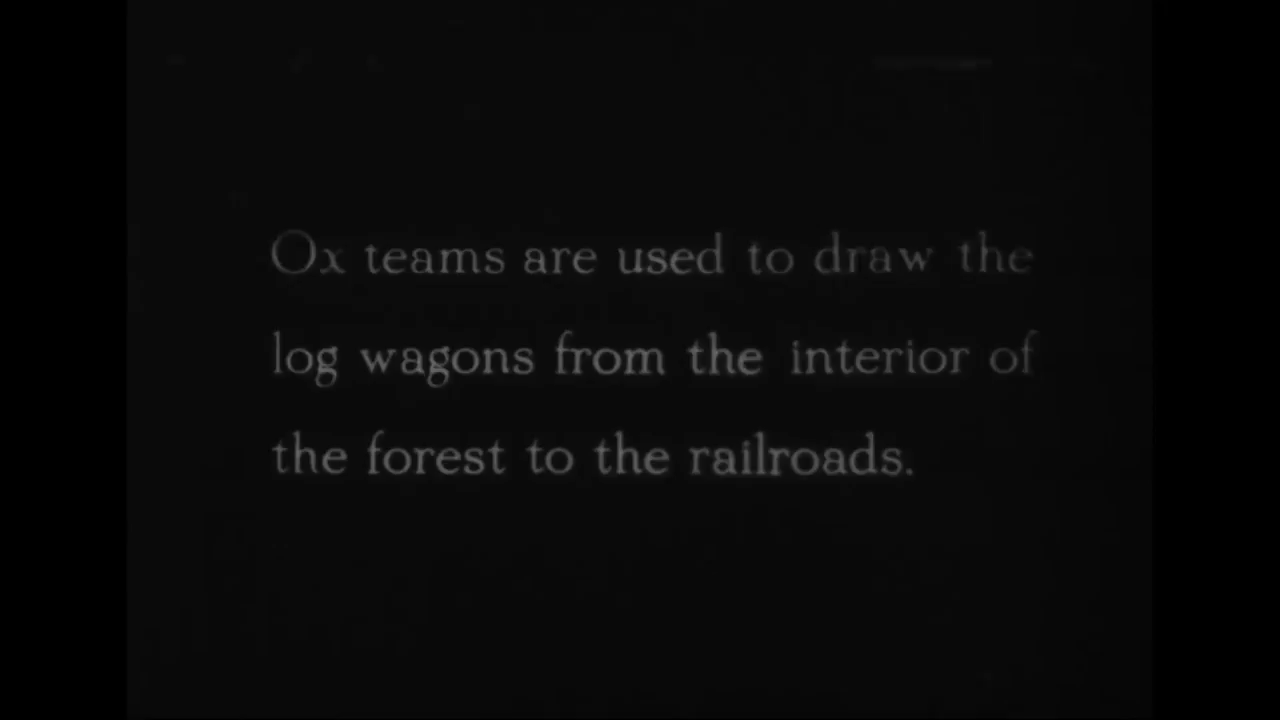 Ox teams are used to draw the
log wagons from the interior of
the forest to the railroads.